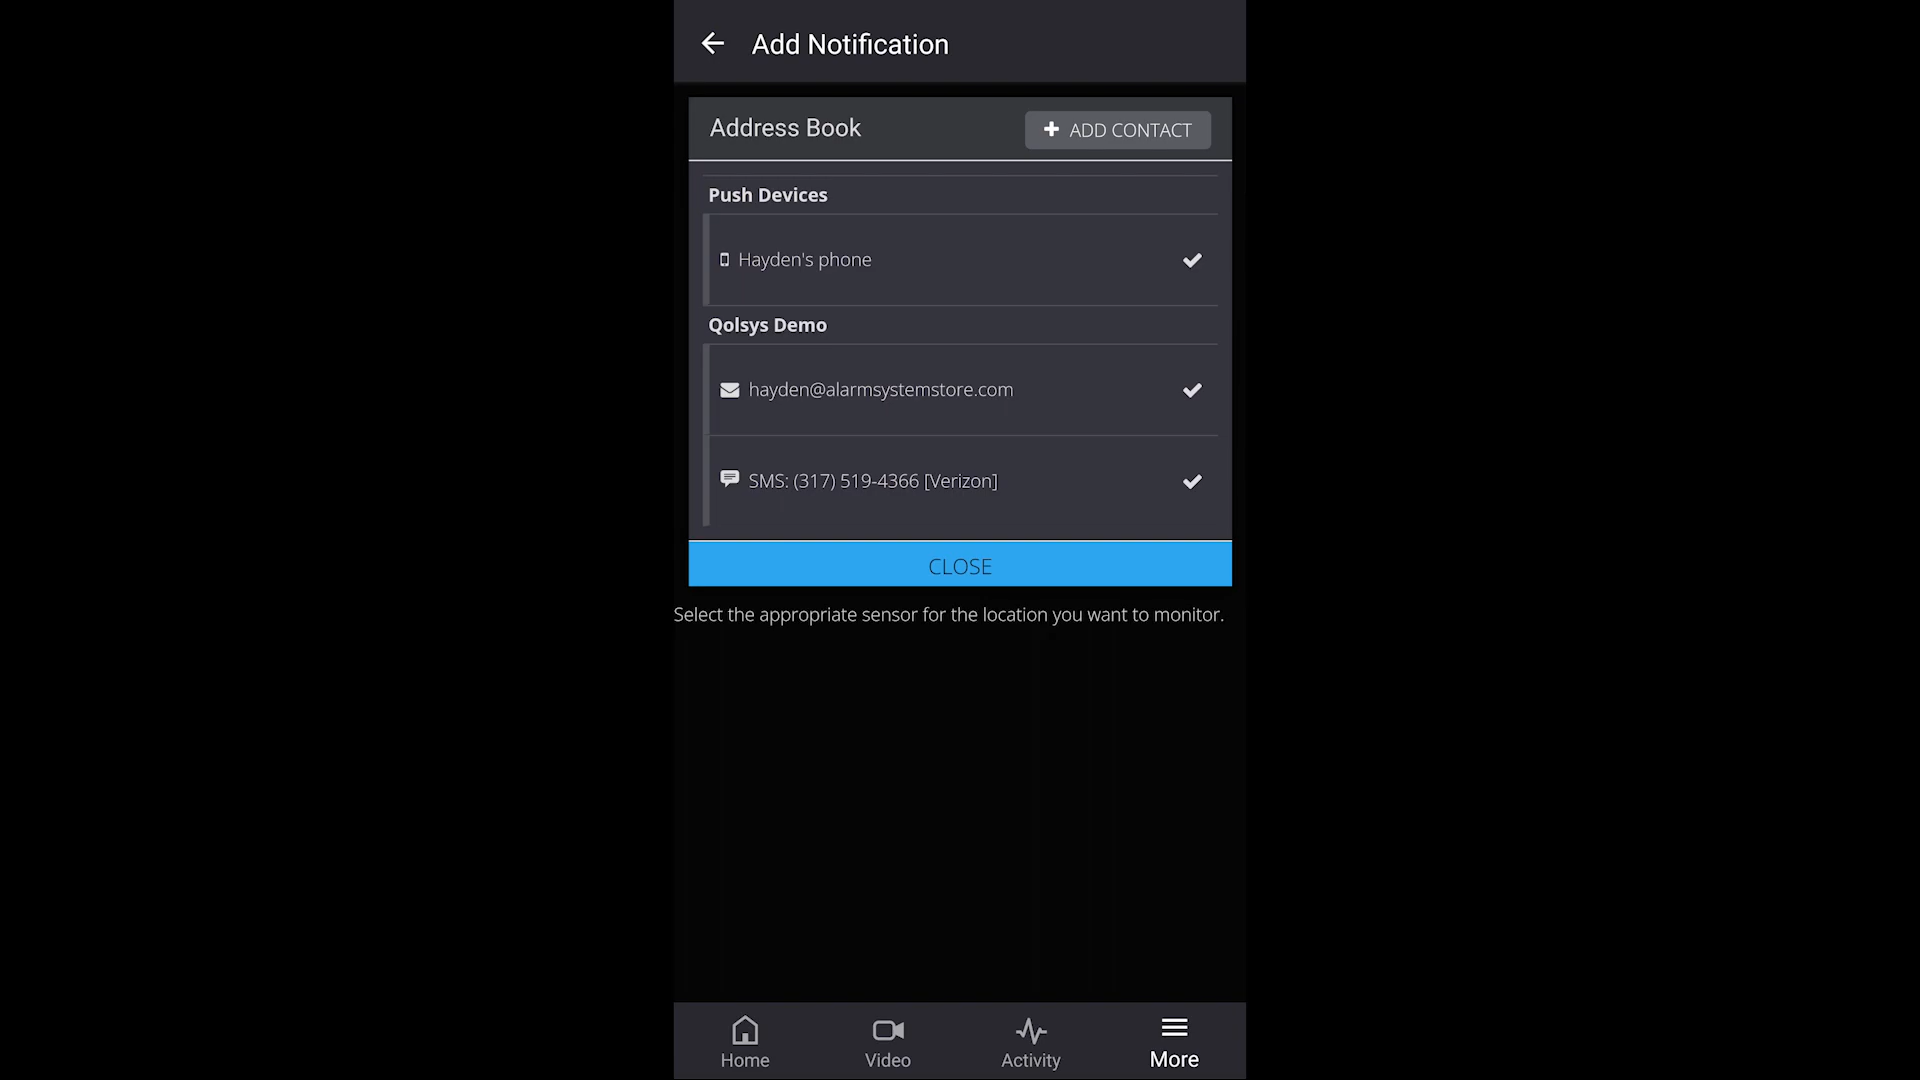 Add Notification
Address Book
ADD CONTACT
Push Devices
Hayden's phone
Qolsys Demo
hayden@alarmsystemstore.com
SMS: (317) 519-4366 [Verizon]
CLOSE
Select the appropriate sensor for the location you want to monitor.
Home
Video
Activity
More